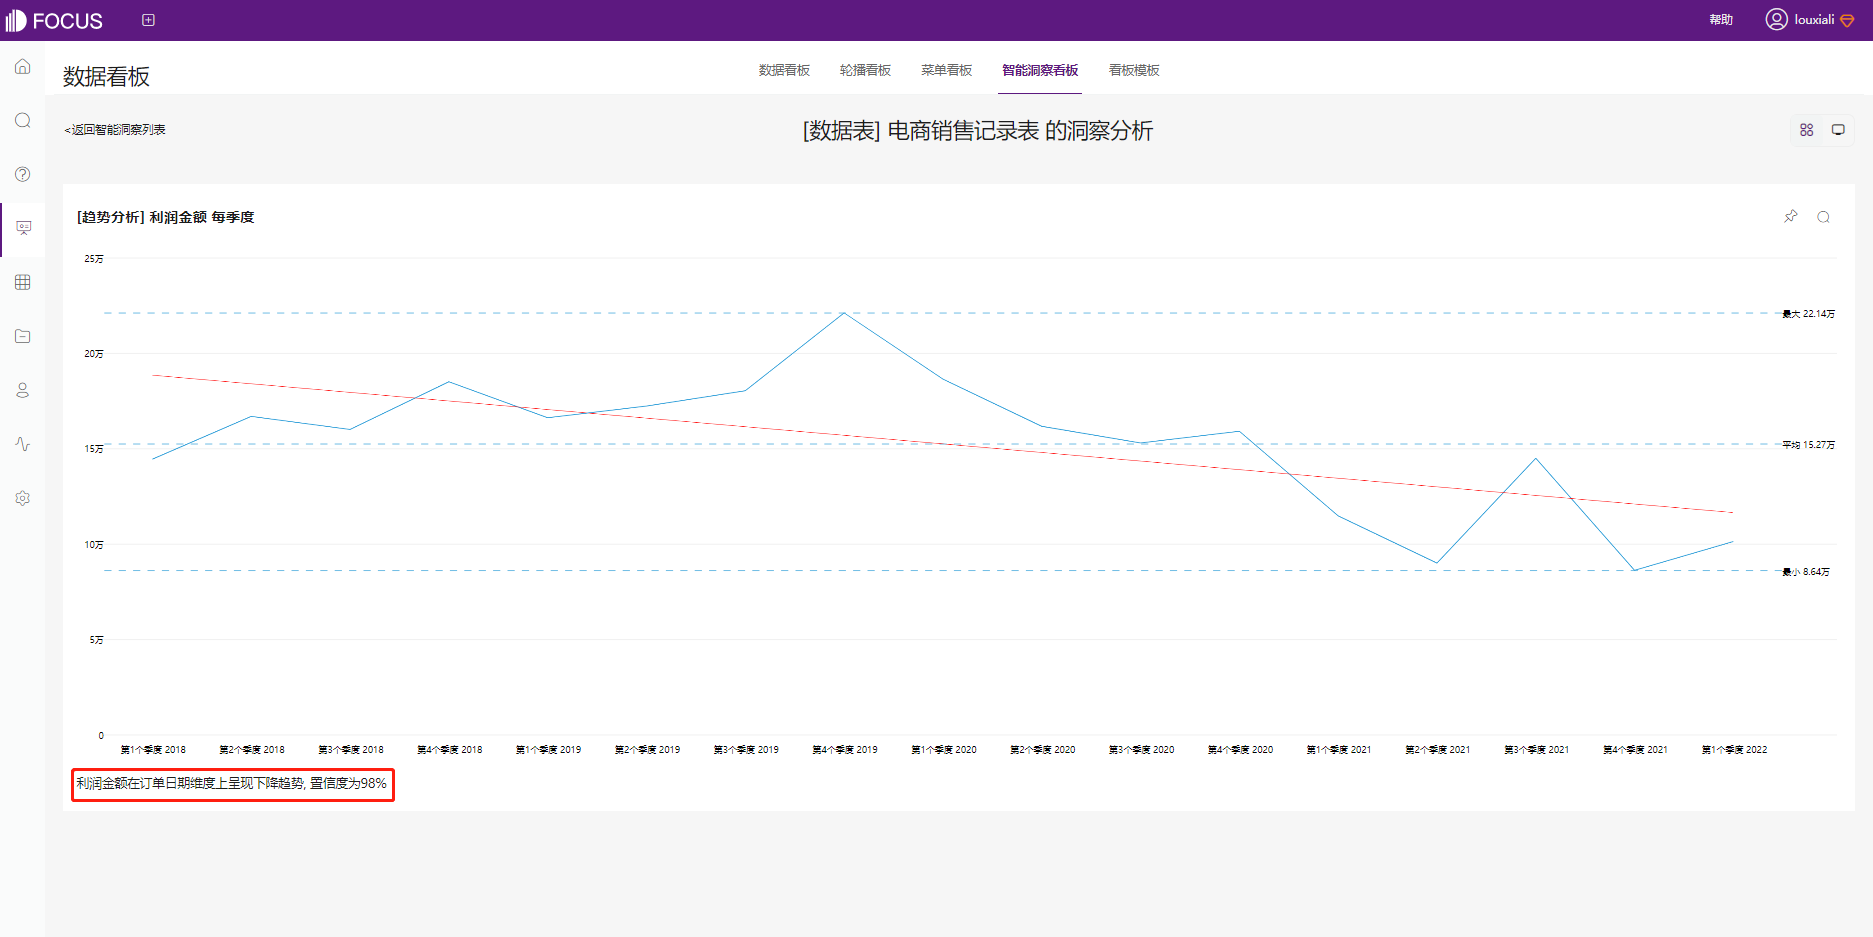 FOCUS
帮助
louxiali
数据看板
数据看板 轮播看板 菜单看板 智能洞察看板 看板模板
<返回智能洞察列表
[数据表] 电商销售记录表 的洞察分析
[趋势分析] 利润金额 每季度
25万
最大 22.14万
20万
平均 15.27万
15万
10万
最小 8.64万
5万
0
第1个季度 2018 第2个季度 2018 第3个季度 2018 第4个季度 2018 第1个季度 2019 第2个季度 2019 第3个季度 2019 第4个季度 2019 第1个季度 2020 第2个季度 2020 第3个季度 2020 第4个季度 2020 第1个季度 2021 第2个季度 2021 第3个季度 2021 第4个季度 2021 第1个季度 2022
利润金额在订单日期维度上呈现下降趋势, 置信度为98%